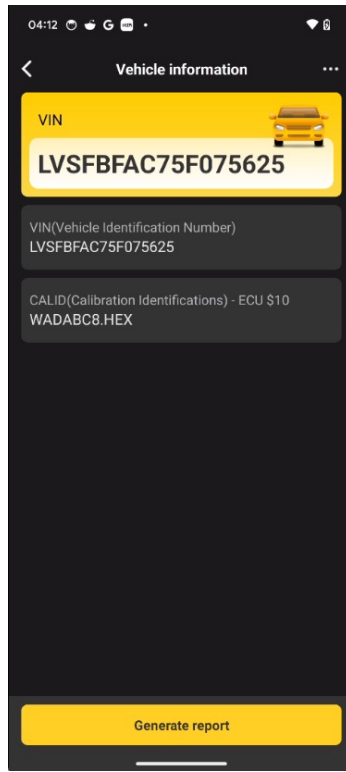 04:12
Vehicle information
VIN
LVSFBFAC75F075625
VIN(Vehicle Identification Number)
LVSFBFAC75F075625
CALID(Calibration Identifications) - ECU $10
WADABC8.HEX
Generate report